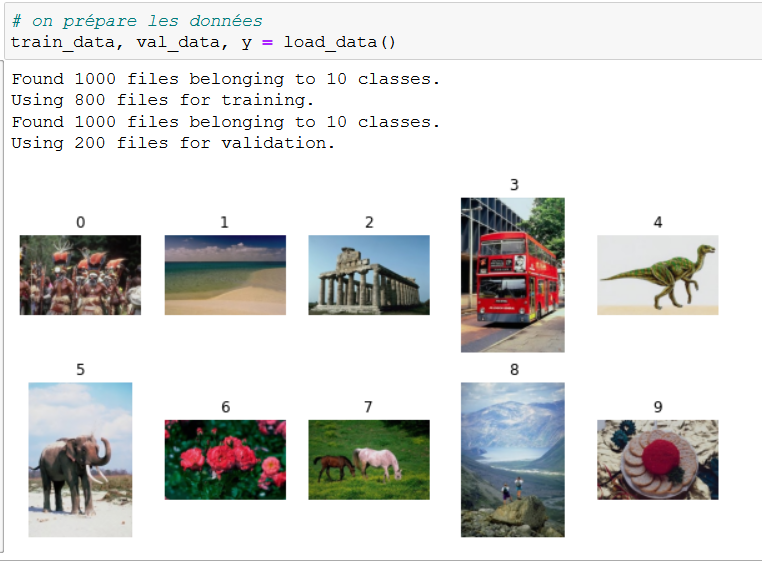 # on prépare les données
train_data, val_data, y = load_data()
Found 1000 files belonging to 10 classes.
Using 800 files for training.
Found 1000 files belonging to 10 classes.
Using 200 files for validation.
0
1
2
3
4
5
6
7
8
9